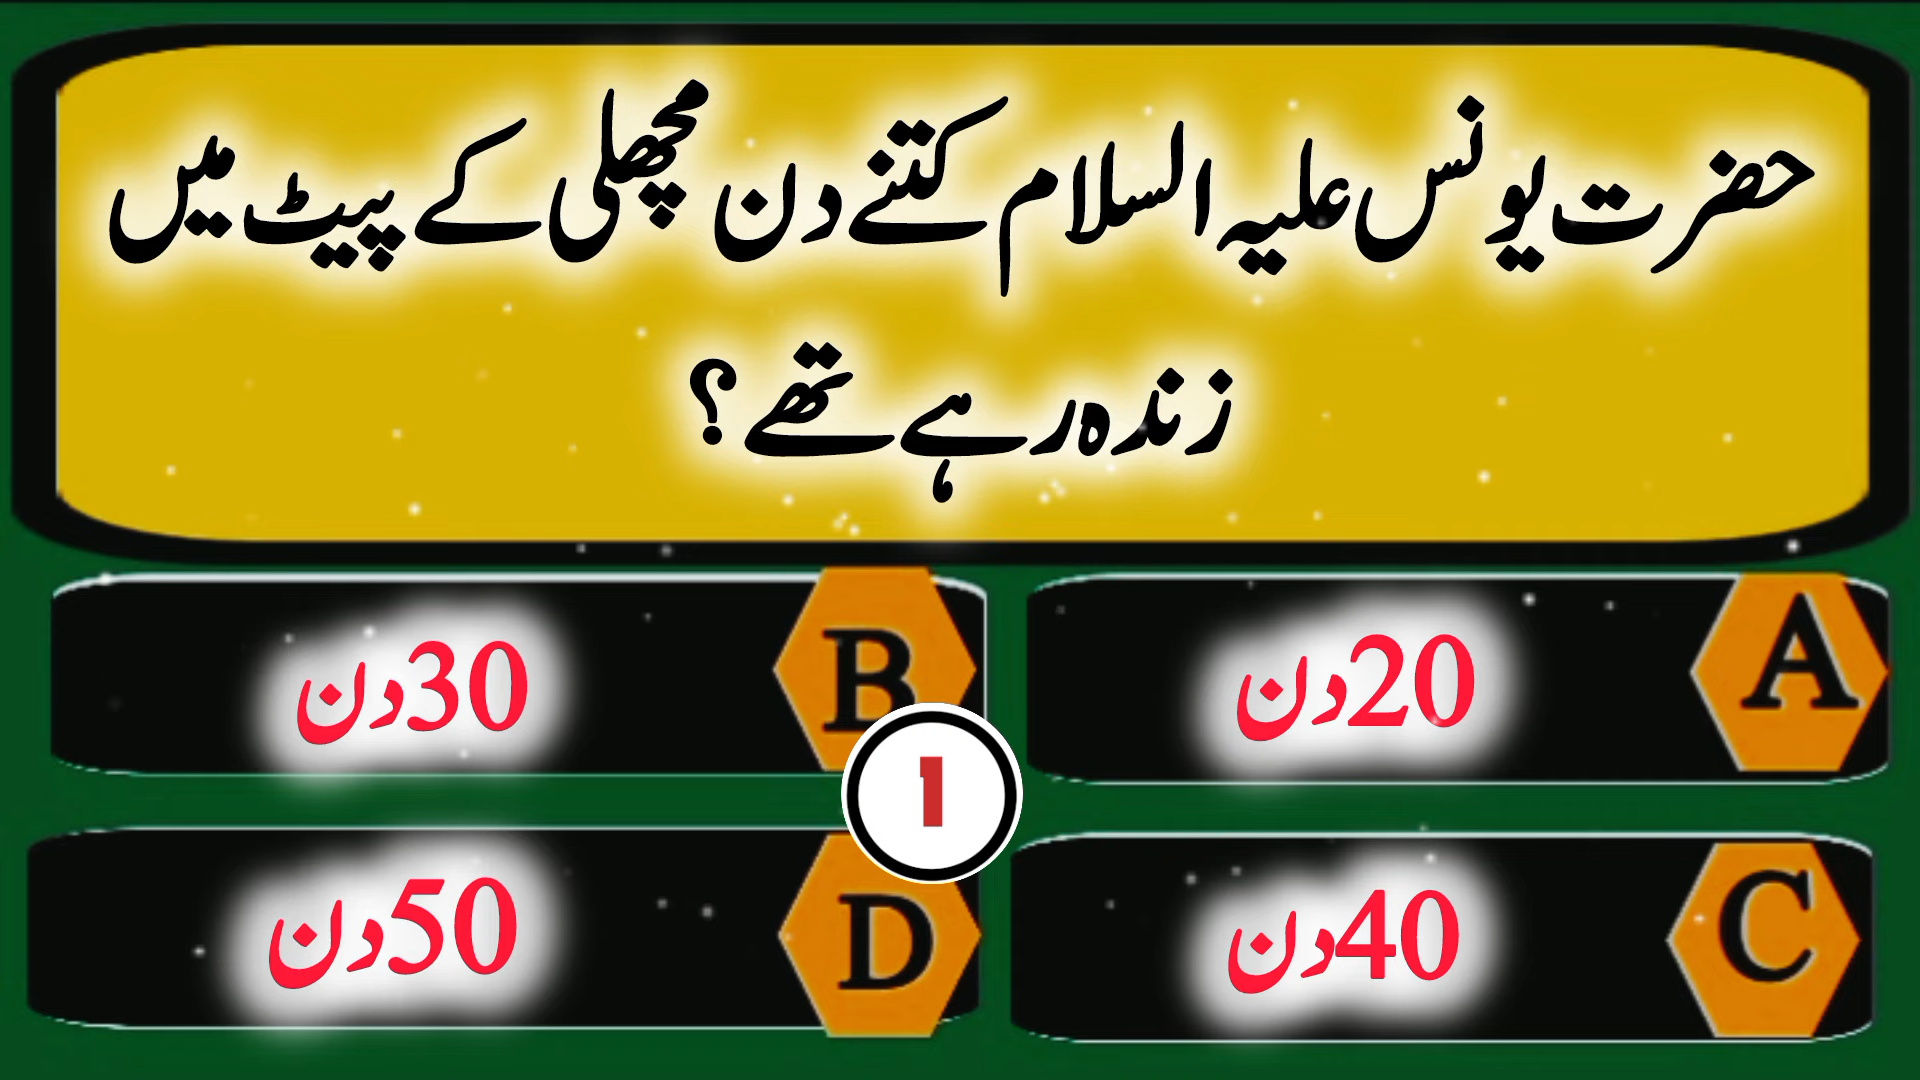 حضرت یونس علیہ السلام کتنے دن مچھلی کے پیٹ میں
زندہ رہے تھے؟
A
20دن
B
30دن
1
C
40دن
D
50دن